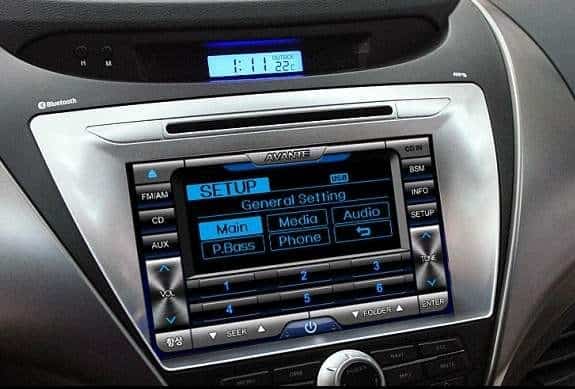 1:11 OUTSIDE 22℃
H M
Bluetooth
AVANTE CD IN
FM/AM
CD
AUX
VOL
SETUP USB
General Setting
Main Media Audio
P.Bass Phone
BSM
INFO
SETUP
TUNE
1 2 3
4 5 6
SEEK FOLDER ENTER